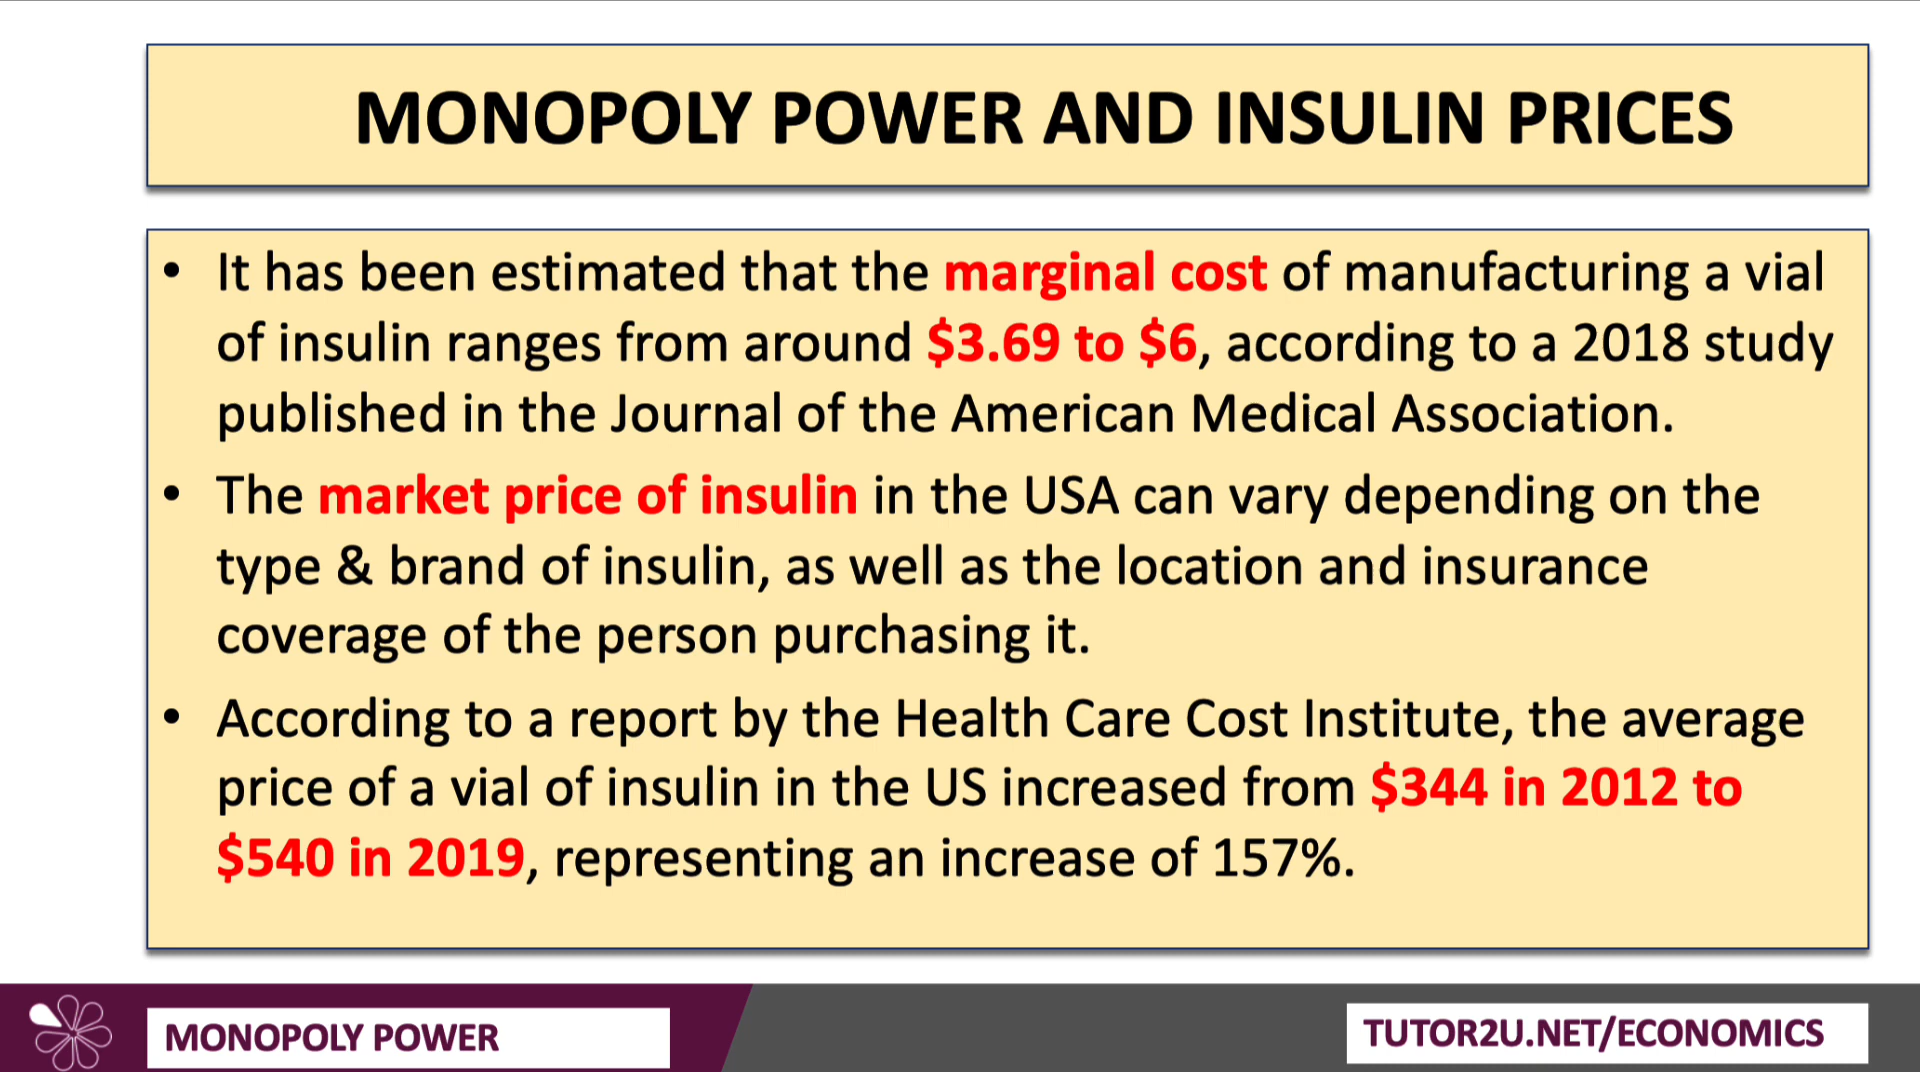 MONOPOLY POWER AND INSULIN PRICES
• It has been estimated that the marginal cost of manufacturing a vial
of insulin ranges from around $3.69 to $6, according to a 2018 study
published in the Journal of the American Medical Association.
• The market price of insulin in the USA can vary depending on the
type & brand of insulin, as well as the location and insurance
coverage of the person purchasing it.
• According to a report by the Health Care Cost Institute, the average
price of a vial of insulin in the US increased from $344 in 2012 to
$540 in 2019, representing an increase of 157%.
MONOPOLY POWER
TUTOR2U.NET/ECONOMICS